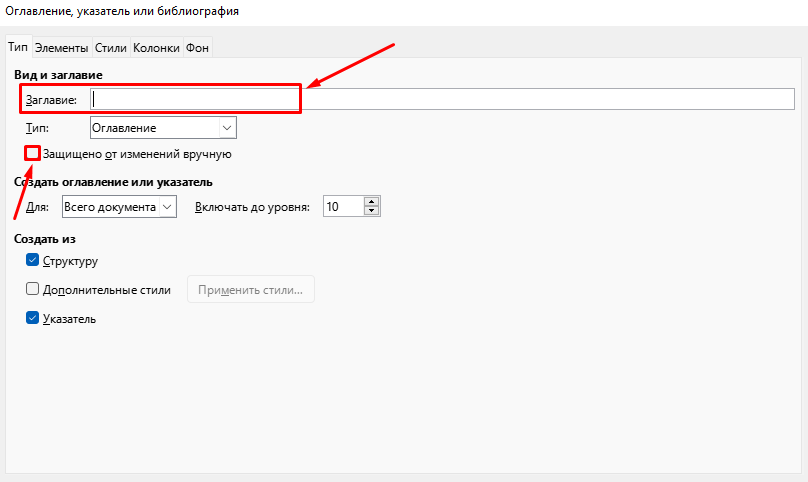 Оглавление, указатель или библиография
Тип Элементы Стили Колонки Фон
Вид и заглавие
Заглавие:
Тип: Оглавление
Защищено от изменений вручную
Создать оглавление или указатель
Для: Всего документа Включать до уровня: 10
Создать из
Структуру
Дополнительные стили Применить стили...
Указатель